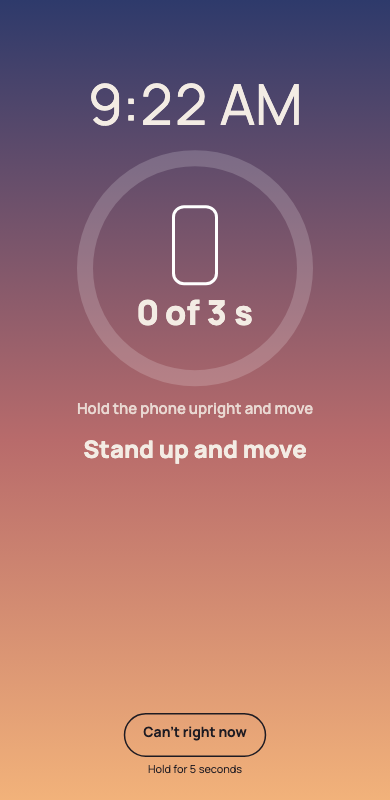 9:22 AM
0 of 3 s
Hold the phone upright and move
Stand up and move
Can't right now
Hold for 5 seconds